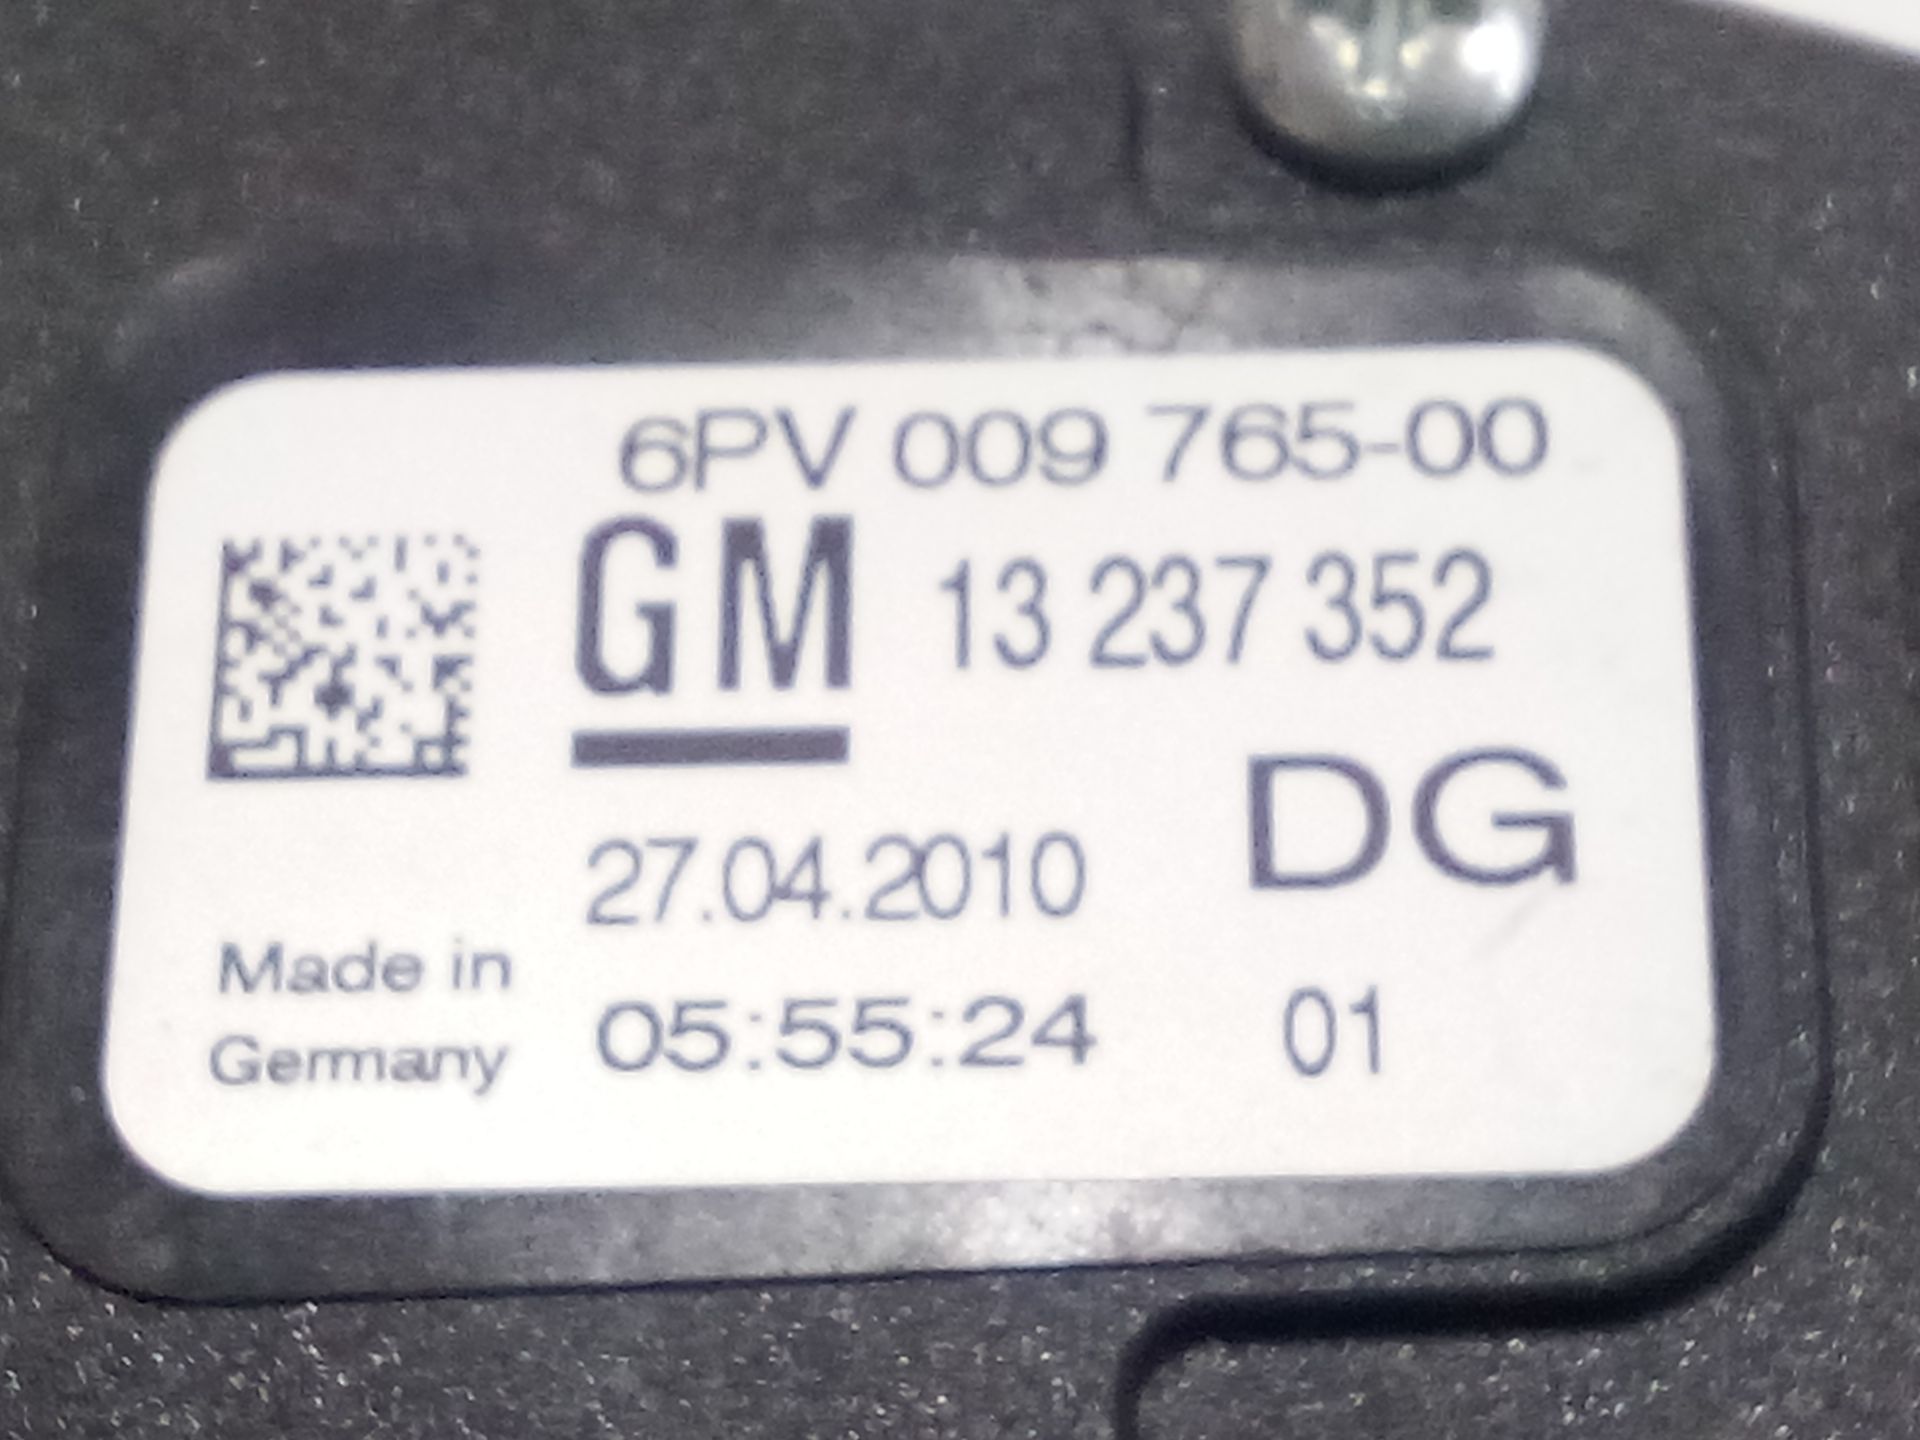 6PV 009 765-00
GM 13 237 352
DG
27.04.2010
Made in
Germany
05:55:24 01